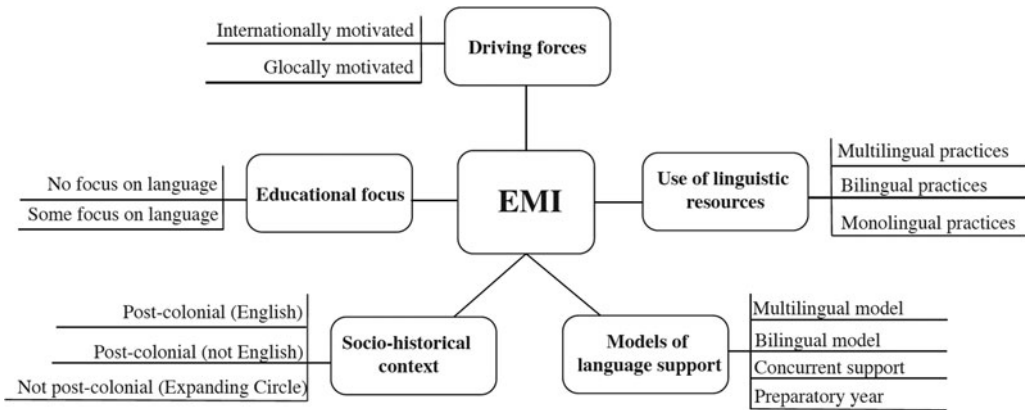 Internationally motivated
Glocally motivated
Driving forces
No focus on language
Some focus on language
Educational focus
EMI
Use of linguistic
resources
Multilingual practices
Bilingual practices
Monolingual practices
Post-colonial (English)
Post-colonial (not English)
Not post-colonial (Expanding Circle)
Socio-historical
context
Models of
language support
Multilingual model
Bilingual model
Concurrent support
Preparatory year